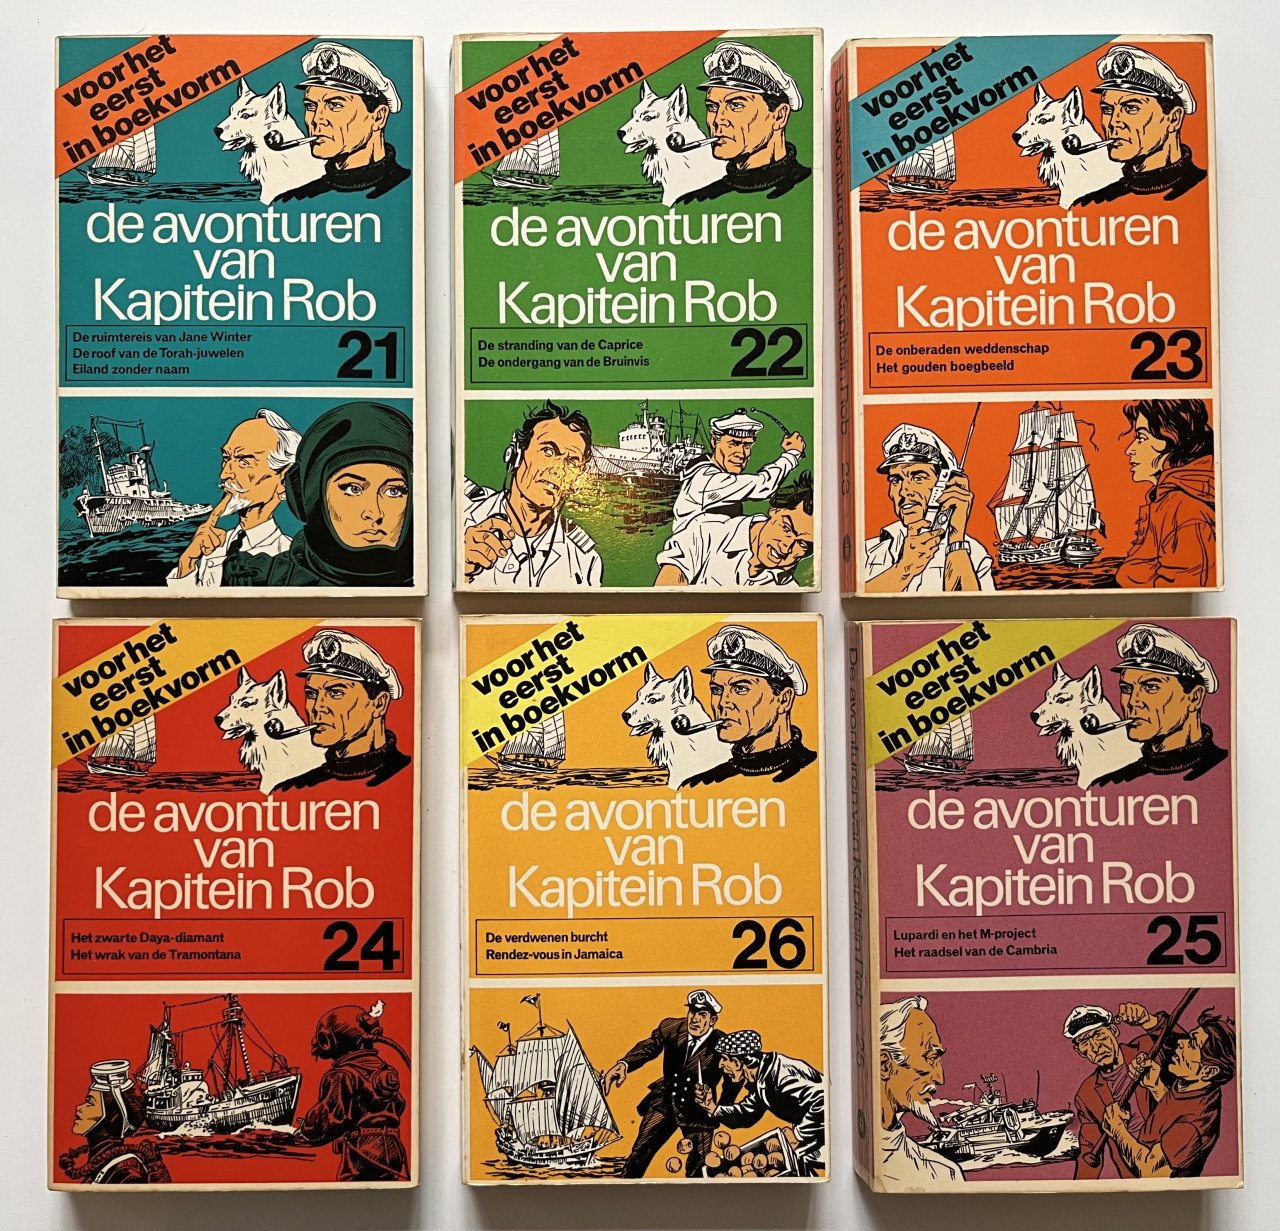 voor het
eerst
in boekvorm
de avonturen
van
Kapitein Rob
De ruimtereis van Jane Winter
De roof van de Torah-juwelen
Eiland zonder naam
21
voor het
eerst
in boekvorm
de avonturen
van
Kapitein Rob
De stranding van de Caprice
De ondergang van de Bruinvis
22
De avonturen van Kapitein Rob 23
voor het
eerst
in boekvorm
de avonturen
van
Kapitein Rob
De onberaden weddenschap
Het gouden boegbeeld
23
voor het
eerst
in boekvorm
de avonturen
van
Kapitein Rob
Het zwarte Daya-diamant
Het wrak van de Tramontana
24
voor het
eerst
in boekvorm
de avonturen
van
Kapitein Rob
De verdwenen burcht
Rendez-vous in Jamaica
26
De avonturen van Kapitein Rob 25
voor het
eerst
in boekvorm
de avonturen
van
Kapitein Rob
Lupardi en het M-project
Het raadsel van de Cambria
25